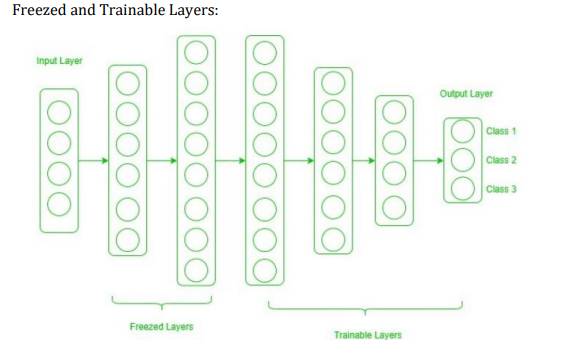 Freezed and Trainable Layers:
Input Layer
Output Layer
Class 1
Class 2
Class 3
Freezed Layers
Trainable Layers